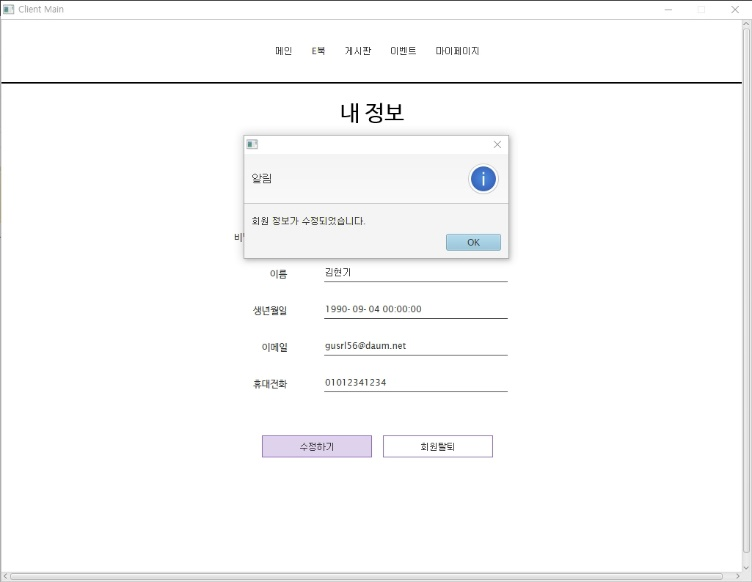 Client Main
메인 E북 게시판 이벤트 마이페이지
내 정보
알림
회원 정보가 수정되었습니다.
OK
이름 김현기
생년월일 1990- 09- 04 00:00:00
이메일 gusrl56@daum.net
휴대전화 01012341234
수정하기 회원탈퇴